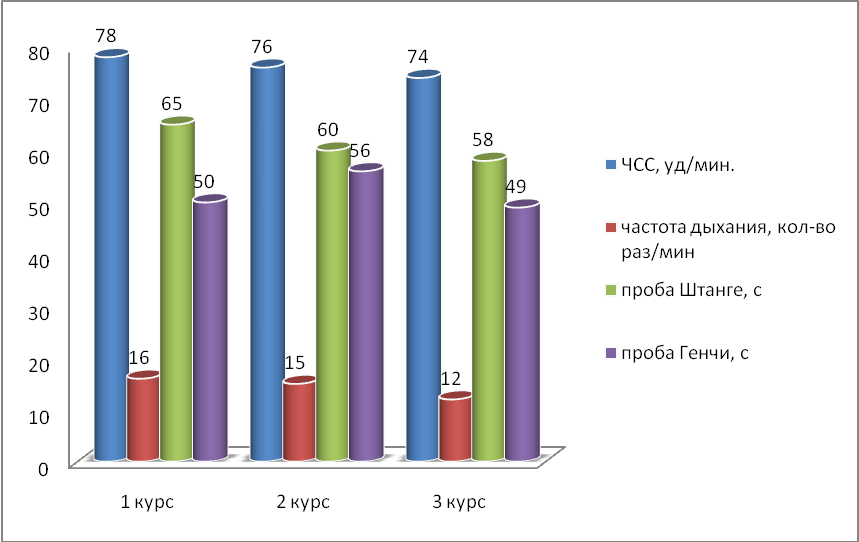 78
76
74
80
70
65
60
58
60
56
50
49
50
40
30
20
16
15
12
10
0
1 курс
2 курс
3 курс
ЧСС, уд/мин.
частота дыхания, кол-во
раз/мин
проба Штанге, с
проба Генчи, с